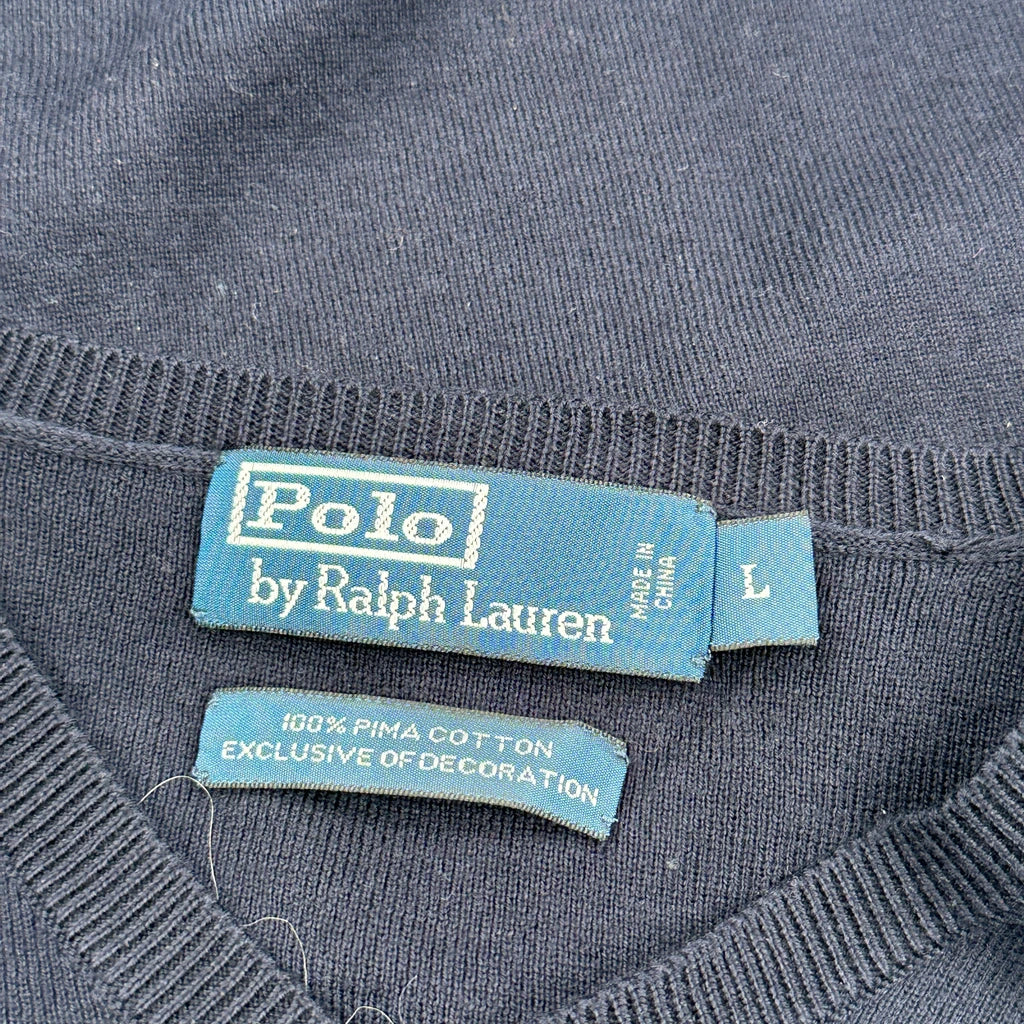 Polo
by Ralph Lauren
MADE IN
CHINA
L
100% PIMA COTTON
EXCLUSIVE OF DECORATION